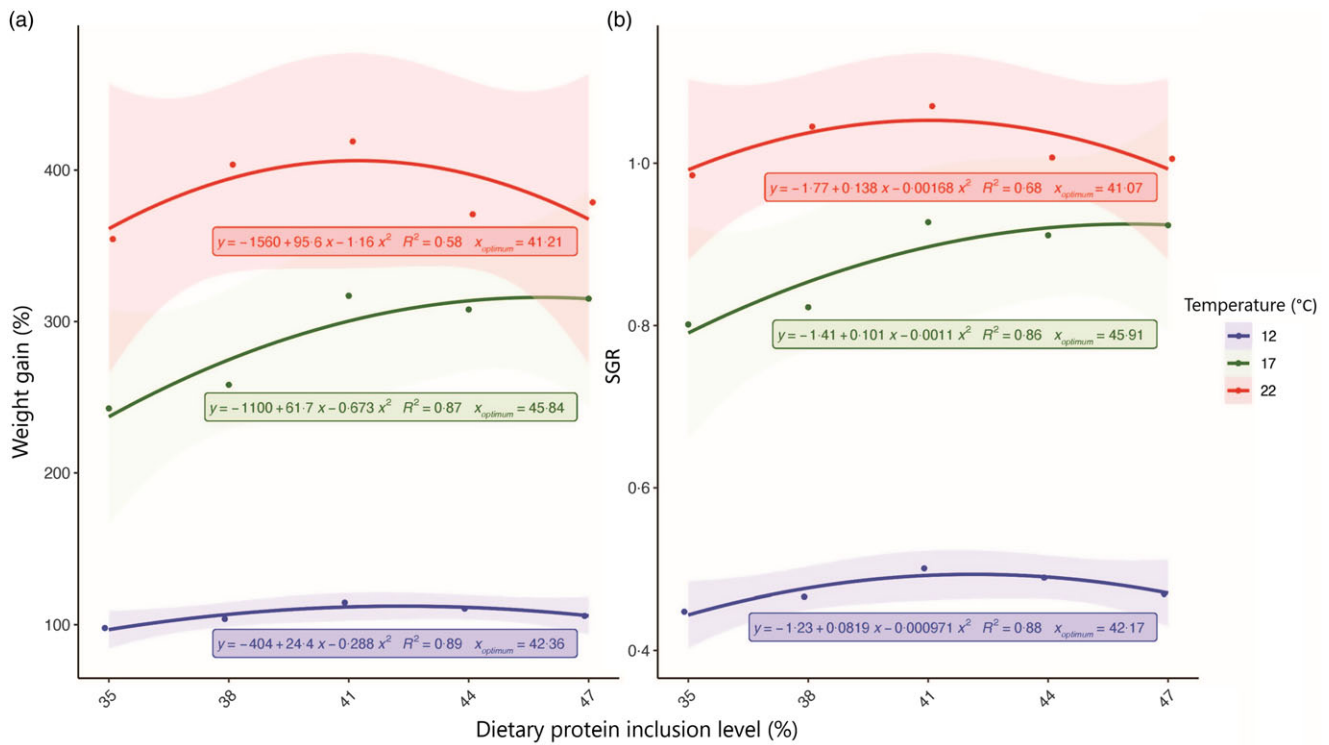 (a)
Weight gain (%)
400
300
200
100
y = −1560 + 95·6 x − 1·16 x² R² = 0·58 x_optimum = 41·21
y = −1100 + 61·7 x − 0·673 x² R² = 0·87 x_optimum = 45·84
y = −404 + 24·4 x − 0·288 x² R² = 0·89 x_optimum = 42·36
35 38 41 44 47
(b)
SGR
1·0
0·8
0·6
0·4
y = −1·77 + 0·138 x − 0·00168 x² R² = 0·68 x_optimum = 41·07
y = −1·41 + 0·101 x − 0·0011 x² R² = 0·86 x_optimum = 45·91
y = −1·23 + 0·0819 x − 0·000971 x² R² = 0·88 x_optimum = 42·17
35 38 41 44 47
Dietary protein inclusion level (%)
Temperature (°C)
12
17
22